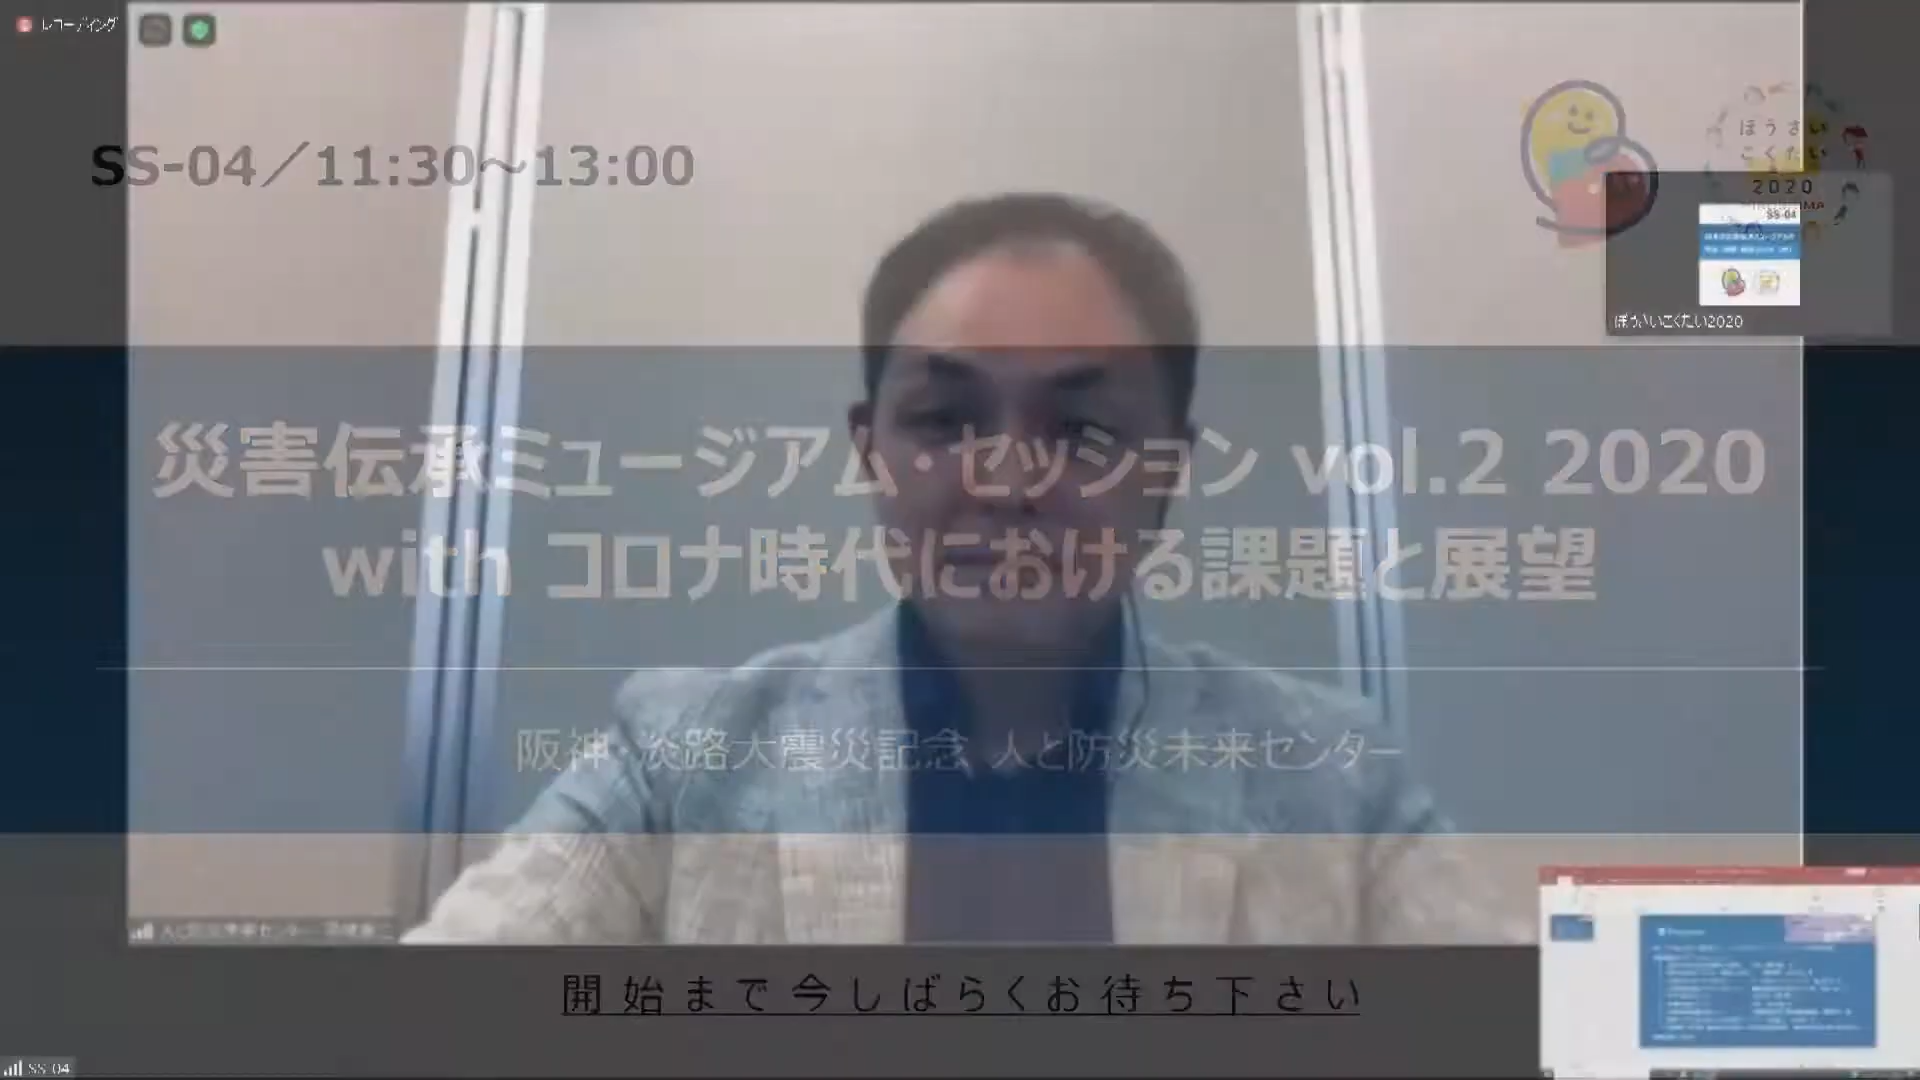 レコーディング
SS-04／11:30～13:00
ほうさい
こくたい
2020
SS-04
ぼうさいこくたい2020
災害伝承ミュージアム・セッション vol.2 2020
with コロナ時代における課題と展望
阪神・淡路大震災記念 人と防災未来センター
開始まで今しばらくお待ち下さい
SS-04